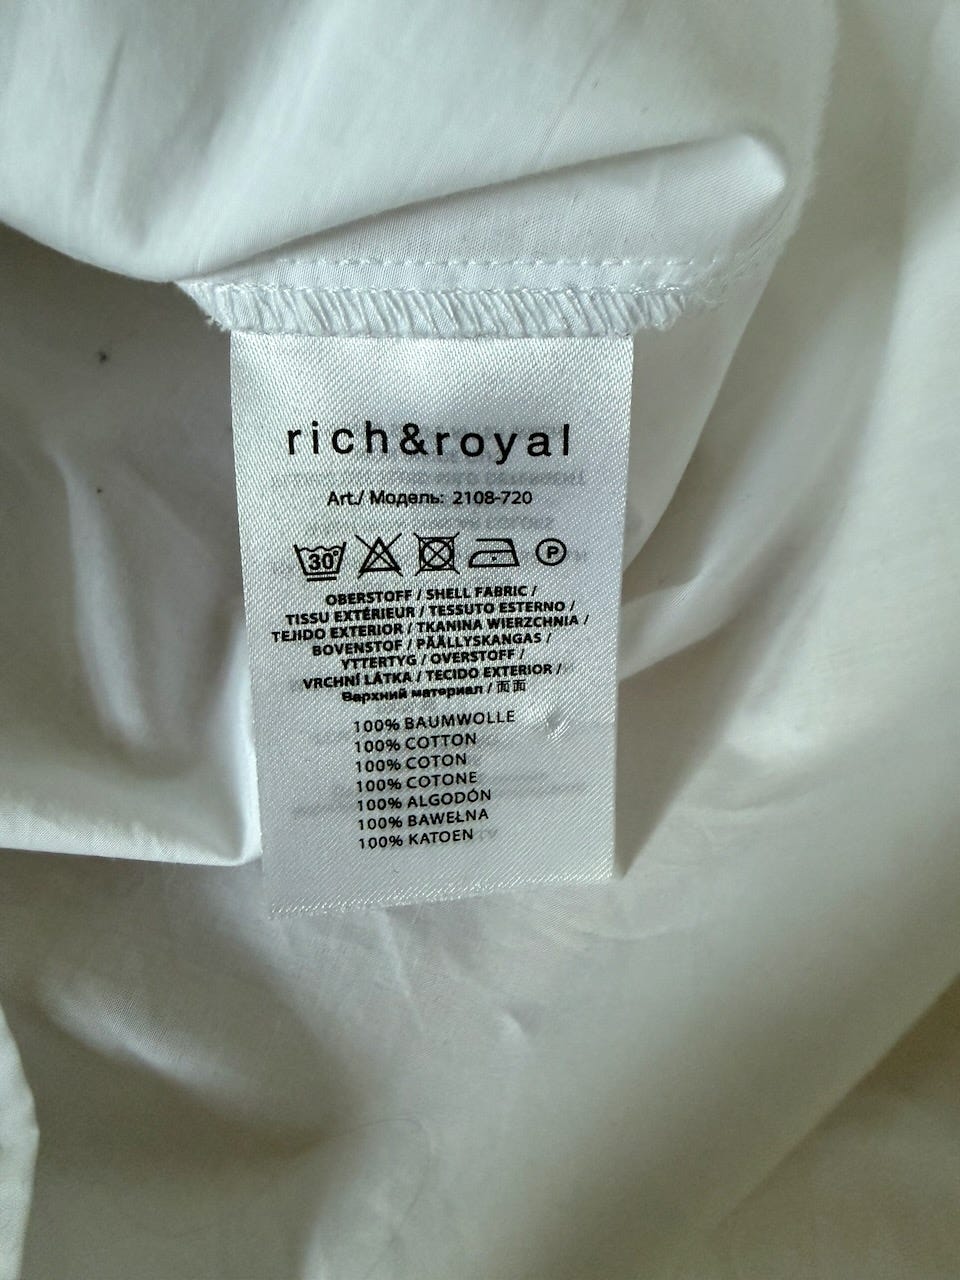 rich&royal
Art./ Модель: 2108-720
30°
P
OBERSTOFF / SHELL FABRIC /
TISSU EXTÉRIEUR / TESSUTO ESTERNO /
TEJIDO EXTERIOR / TKANINA WIERZCHNIA /
BOVENSTOF / PÄÄLLYSKANGAS /
YTTERTYG / OVERSTOFF /
VRCHNÍ LÁTKA / TECIDO EXTERIOR /
Верхний материал / 面面
100% BAUMWOLLE
100% COTTON
100% COTON
100% COTONE
100% ALGODÓN
100% BAWEŁNA
100% KATOEN